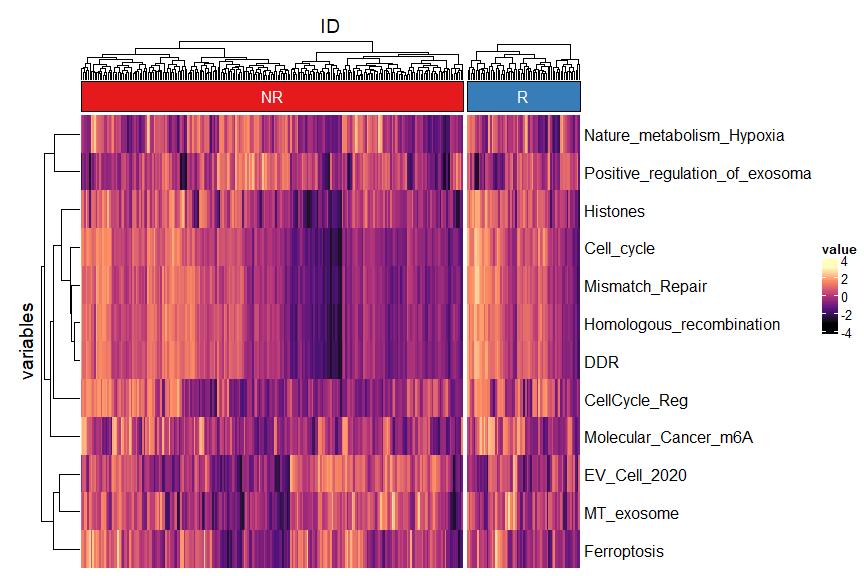 ID
NR
R
Nature_metabolism_Hypoxia
Positive_regulation_of_exosoma
Histones
Cell_cycle
Mismatch_Repair
Homologous_recombination
DDR
CellCycle_Reg
Molecular_Cancer_m6A
EV_Cell_2020
MT_exosome
Ferroptosis
variables
value
4
2
0
-2
-4